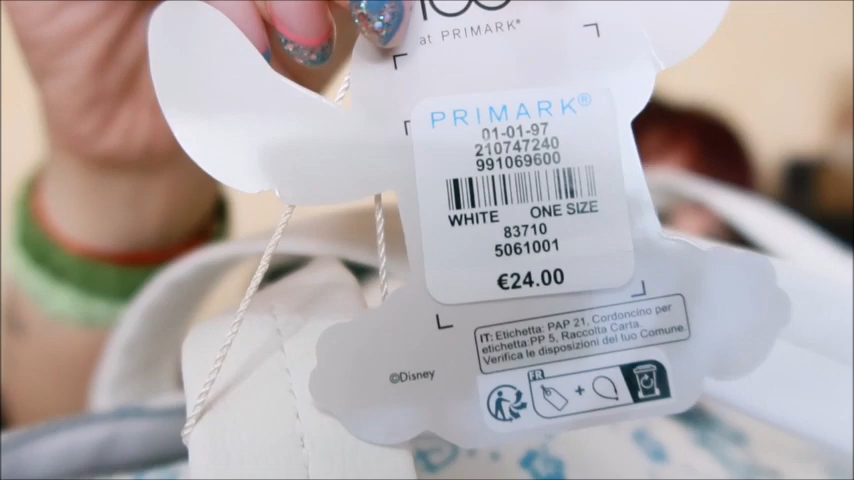 100
at PRIMARK®
PRIMARK®
01-01-97
210747240
991069600
WHITE ONE SIZE
83710
5061001
€24.00
IT: Etichetta: PAP 21, Cordoncino per
etichetta:PP 5, Raccolta Carta.
Verifica le disposizioni del tuo Comune.
©Disney
FR
+